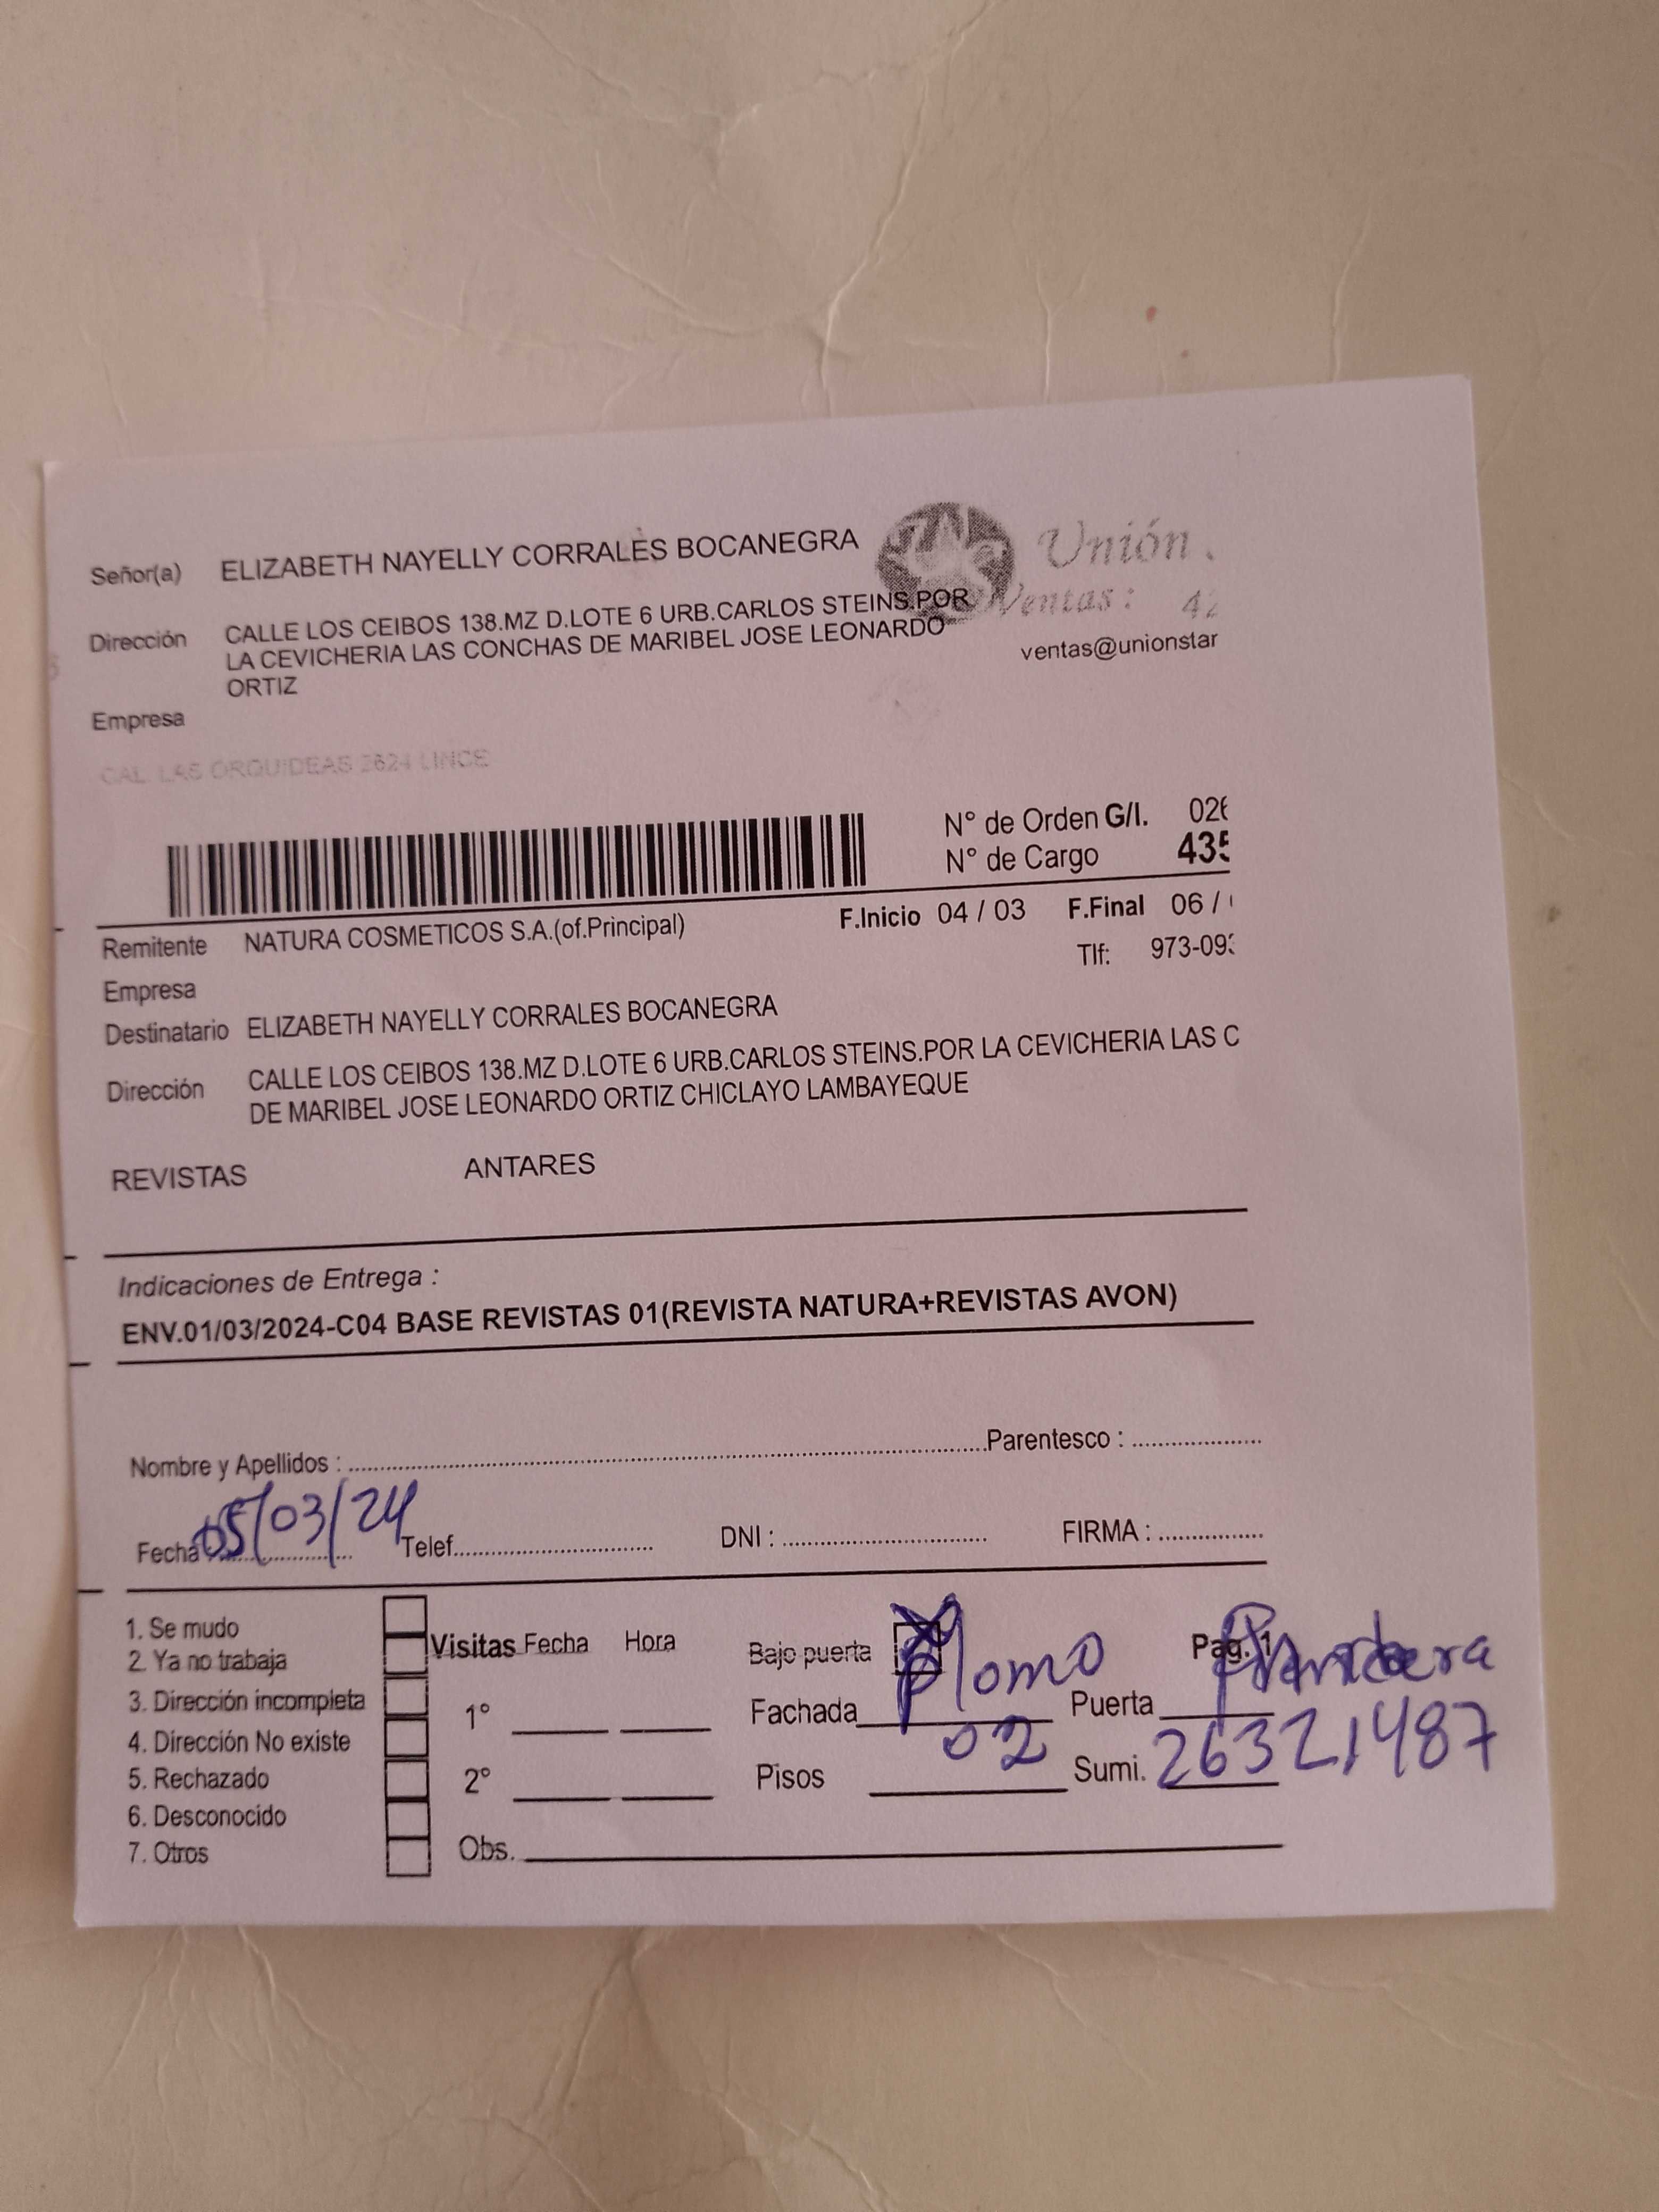 Señor(a) ELIZABETH NAYELLY CORRALES BOCANEGRA
Unión
Ventas: 42
Dirección CALLE LOS CEIBOS 138.MZ D.LOTE 6 URB.CARLOS STEINS.POR
LA CEVICHERIA LAS CONCHAS DE MARIBEL JOSE LEONARDO
ORTIZ
ventas@unionstar
Empresa
CAL. LAS ORQUIDEAS 2624 LINCE
N° de Orden G/I. 026
N° de Cargo 435
F.Inicio 04 / 03 F.Final 06 /
Remitente NATURA COSMETICOS S.A.(of.Principal)
Tlf: 973-093
Empresa
Destinatario ELIZABETH NAYELLY CORRALES BOCANEGRA
Dirección CALLE LOS CEIBOS 138.MZ D.LOTE 6 URB.CARLOS STEINS.POR LA CEVICHERIA LAS C
DE MARIBEL JOSE LEONARDO ORTIZ CHICLAYO LAMBAYEQUE
REVISTAS ANTARES
Indicaciones de Entrega :
ENV.01/03/2024-C04 BASE REVISTAS 01(REVISTA NATURA+REVISTAS AVON)
Nombre y Apellidos : Parentesco :
Fecha 05/03/24 Telef. DNI : FIRMA :
1. Se mudo
2. Ya no trabaja
3. Dirección incompleta
4. Dirección No existe
5. Rechazado
6. Desconocido
7. Otros
Visitas Fecha Hora
1°
2°
Obs.
Bajo puerta X Pag. 1
Fachada plomo Puerta
Pisos 02 Sumi. 26321487